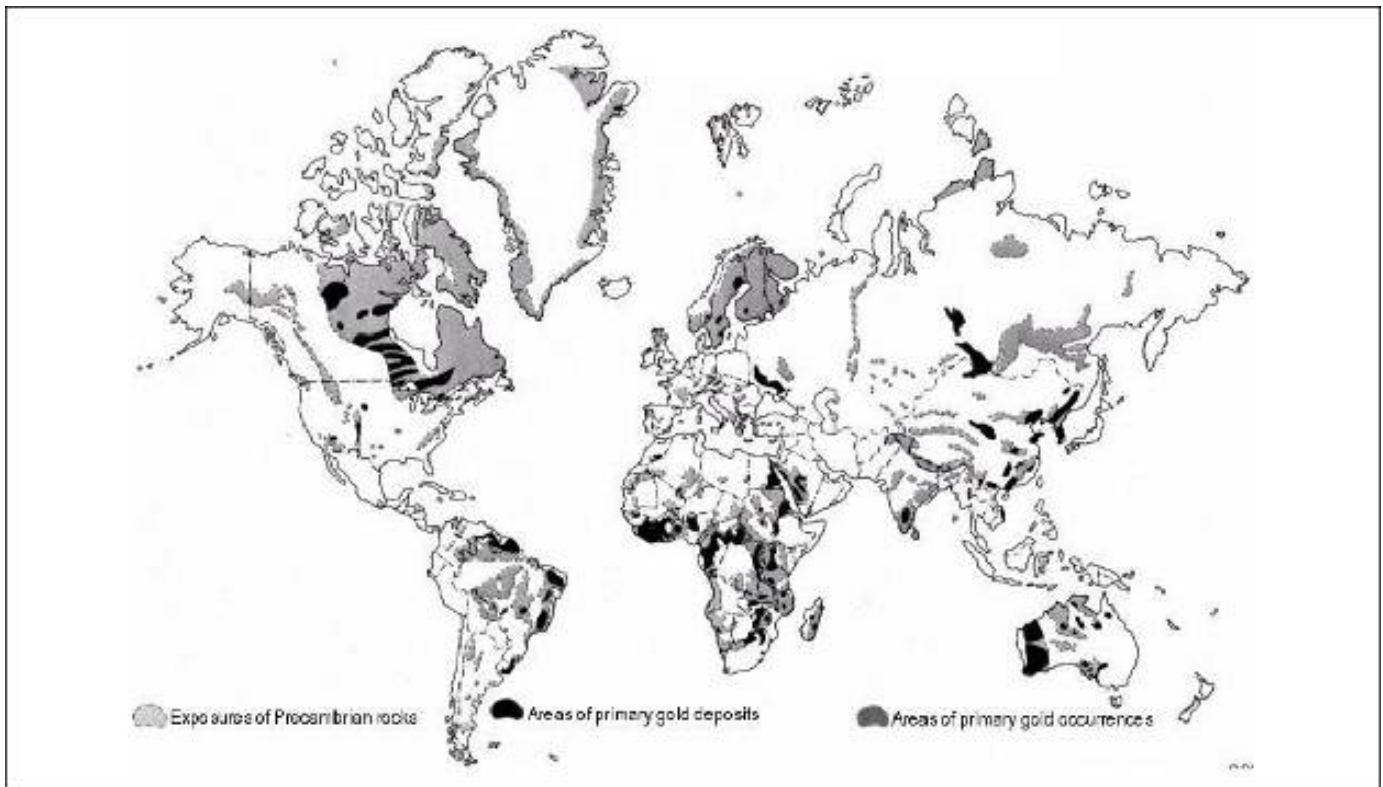 Exposures of Precambrian rocks
Areas of primary gold deposits
Areas of primary gold occurrences